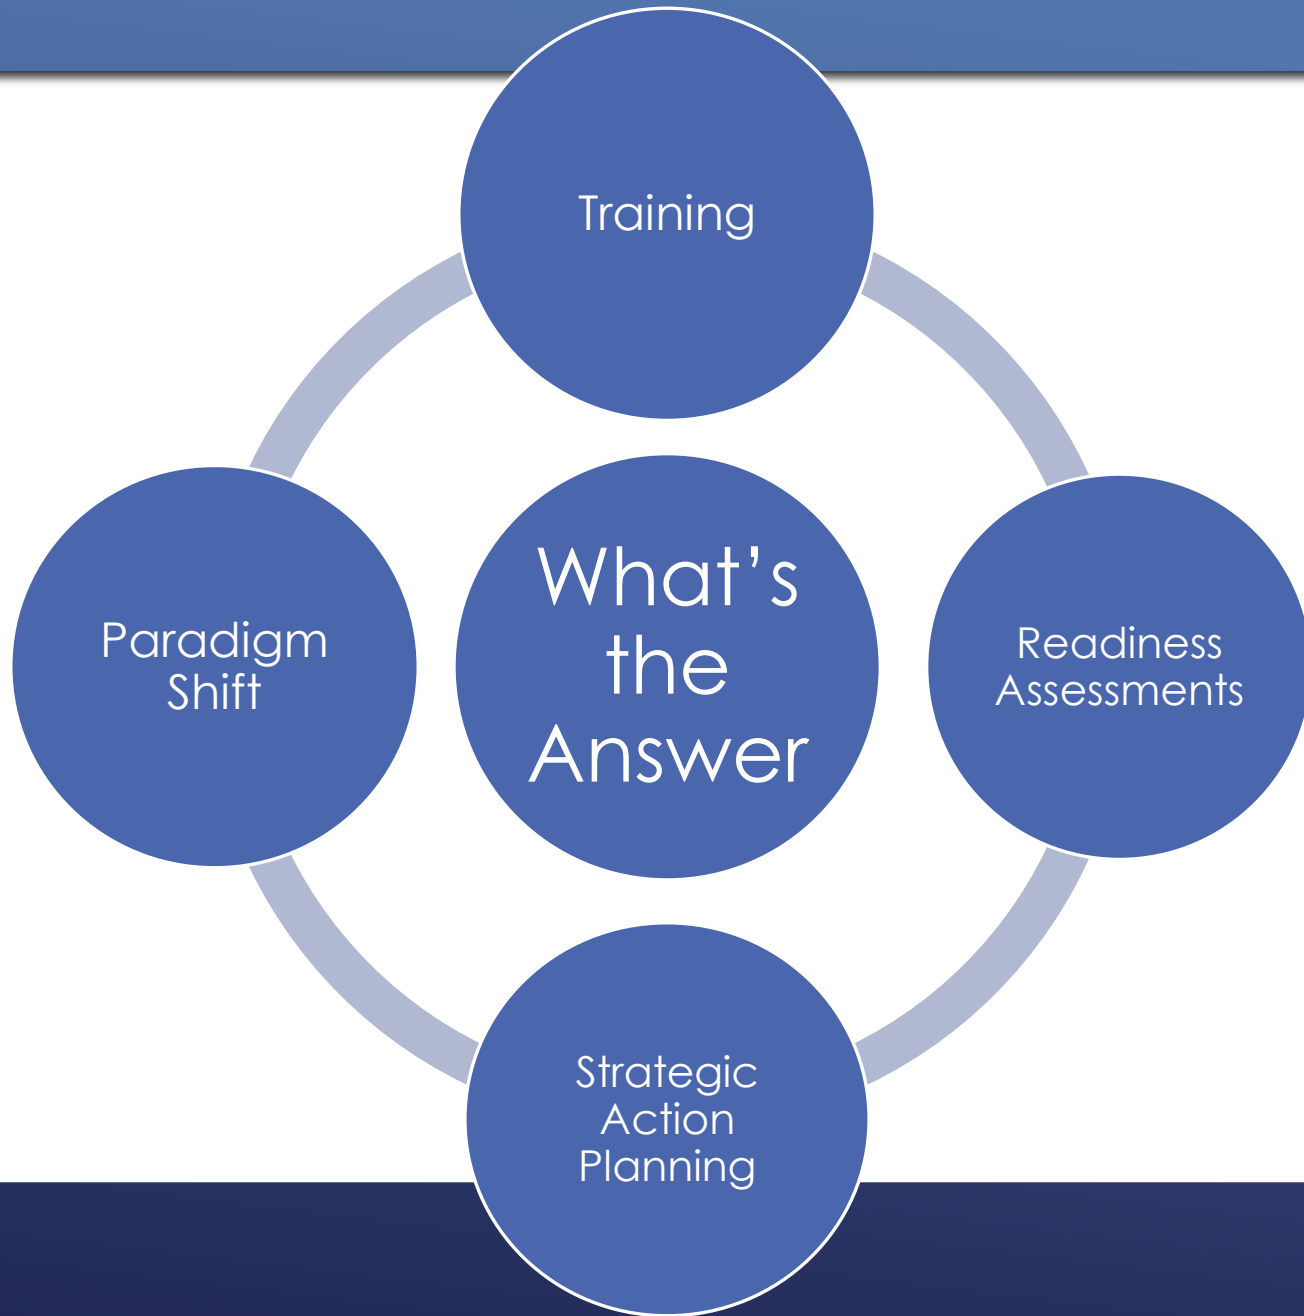 Training
What’s
the
Answer
Paradigm
Shift
Readiness
Assessments
Strategic
Action
Planning